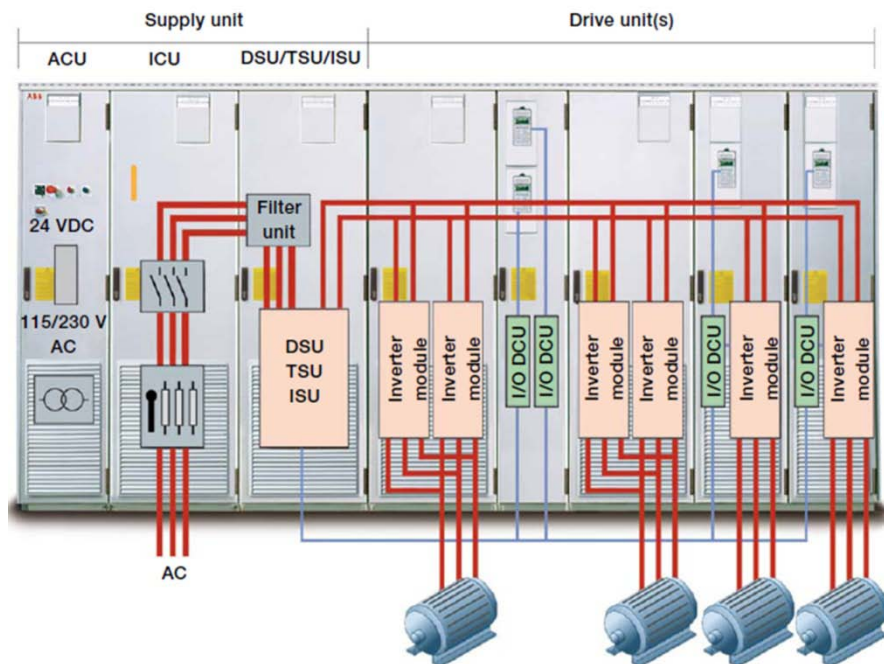 Supply unit
Drive unit(s)
ACU
ICU
DSU/TSU/ISU
ABB
24 VDC
115/230 V
AC
Filter
unit
DSU
TSU
ISU
Inverter
module
Inverter
module
I/O DCU
I/O DCU
Inverter
module
Inverter
module
I/O DCU
Inverter
module
I/O DCU
Inverter
module
AC